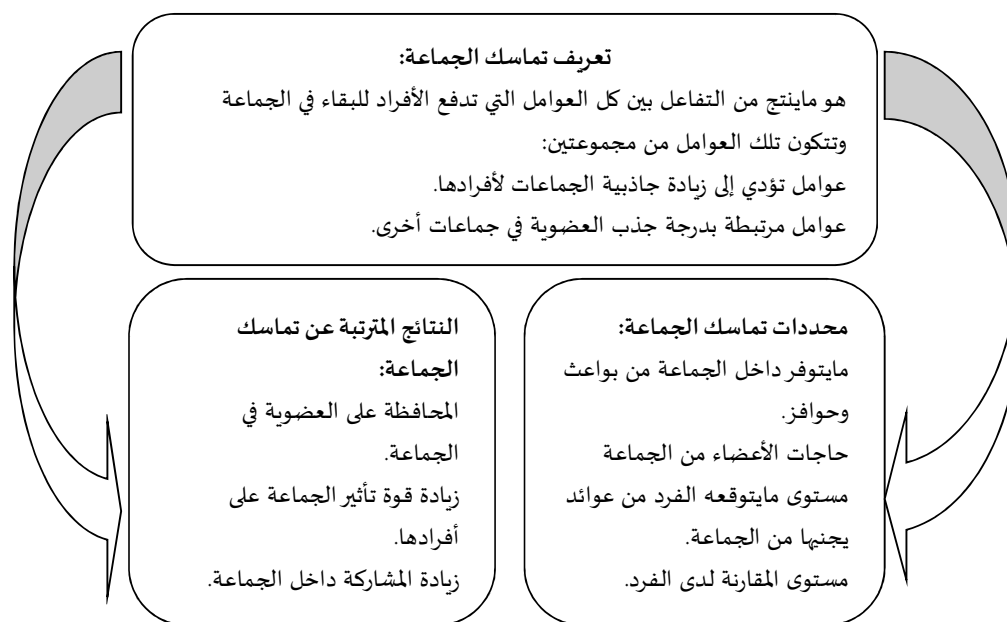 تعريف تماسك الجماعة:
هو ماينتج من التفاعل بين كل العوامل التي تدفع الأفراد للبقاء في الجماعة
وتتكون تلك العوامل من مجموعتين:
عوامل تؤدي إلى زيادة جاذبية الجماعات لأفرادها.
عوامل مرتبطة بدرجة جذب العضوية في جماعات أخرى.
محددات تماسك الجماعة:
مايتوفر داخل الجماعة من بواعث
وحوافز.
حاجات الأعضاء من الجماعة
مستوى مايتوقعه الفرد من عوائد
يجنيها من الجماعة.
مستوى المقارنة لدى الفرد.
النتائج المترتبة عن تماسك
الجماعة:
المحافظة على العضوية في
الجماعة.
زيادة قوة تأثير الجماعة على
أفرادها.
زيادة المشاركة داخل الجماعة.